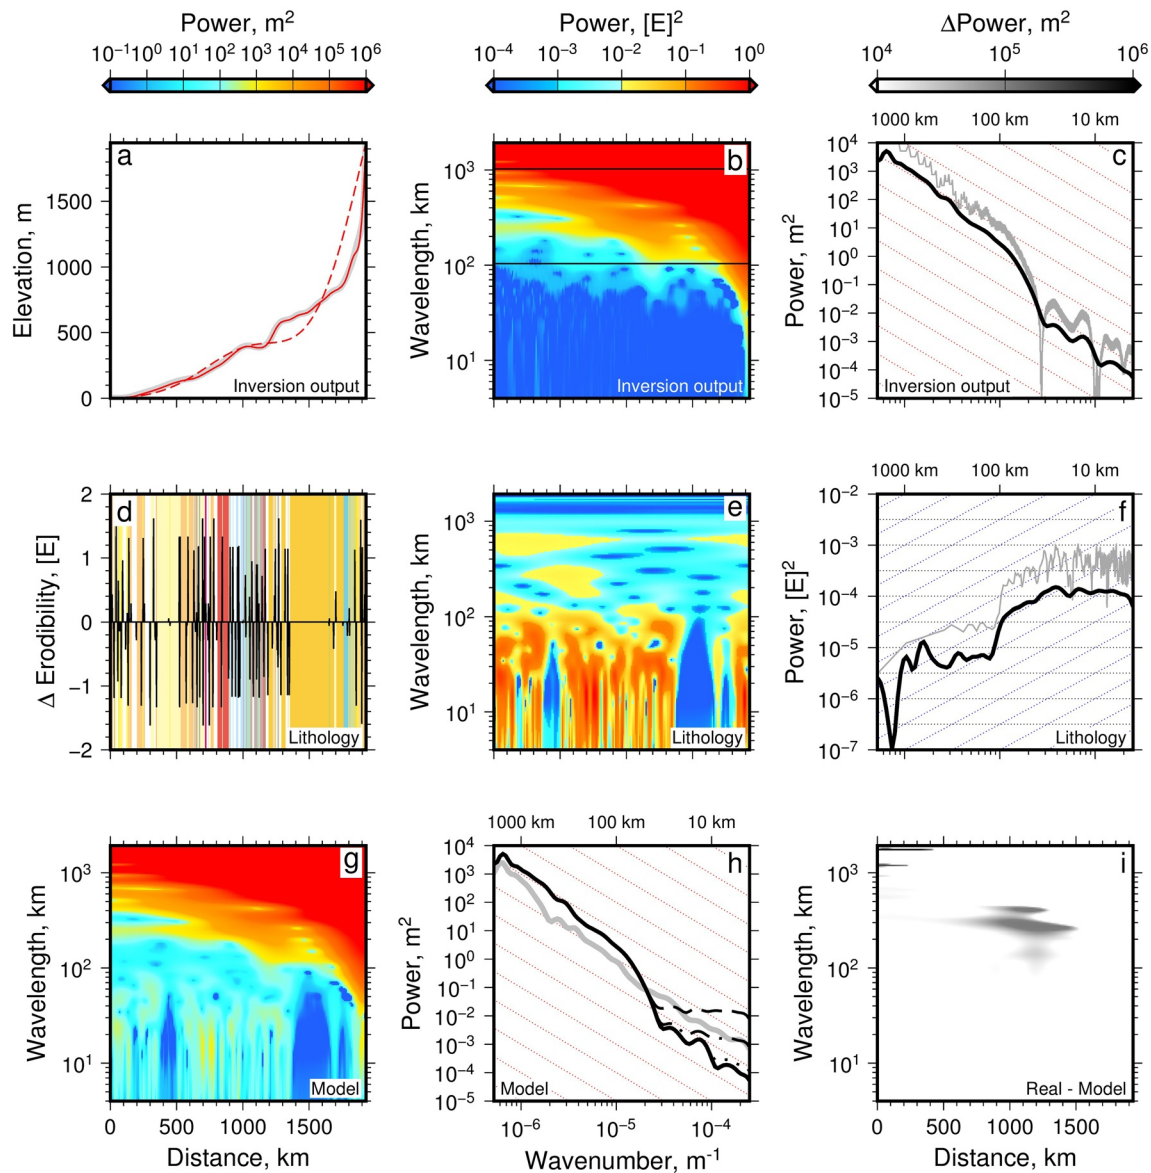 Power, m²
Power, [E]²
ΔPower, m²
10⁻¹ 10⁰ 10¹ 10² 10³ 10⁴ 10⁵ 10⁶
10⁻⁴ 10⁻³ 10⁻² 10⁻¹ 10⁰
10⁴ 10⁵ 10⁶
1000 km 100 km 10 km
a
Elevation, m
1500
1000
500
0
Inversion output
b
Wavelength, km
10³
10²
10¹
Inversion output
c
Power, m²
10⁴
10³
10²
10¹
10⁰
10⁻¹
10⁻²
10⁻³
10⁻⁴
10⁻⁵
Inversion output
1000 km 100 km 10 km
d
Δ Erodibility, [E]
2
1
0
−1
−2
Lithology
e
Wavelength, km
10³
10²
10¹
Lithology
f
Power, [E]²
10⁻²
10⁻³
10⁻⁴
10⁻⁵
10⁻⁶
10⁻⁷
Lithology
g
Wavelength, km
10³
10²
10¹
Model
0 500 1000 1500
Distance, km
1000 km 100 km 10 km
h
Power, m²
10⁴
10³
10²
10¹
10⁰
10⁻¹
10⁻²
10⁻³
10⁻⁴
10⁻⁵
Model
10⁻⁶ 10⁻⁵ 10⁻⁴
Wavenumber, m⁻¹
i
Wavelength, km
10³
10²
10¹
Real - Model
0 500 1000 1500
Distance, km